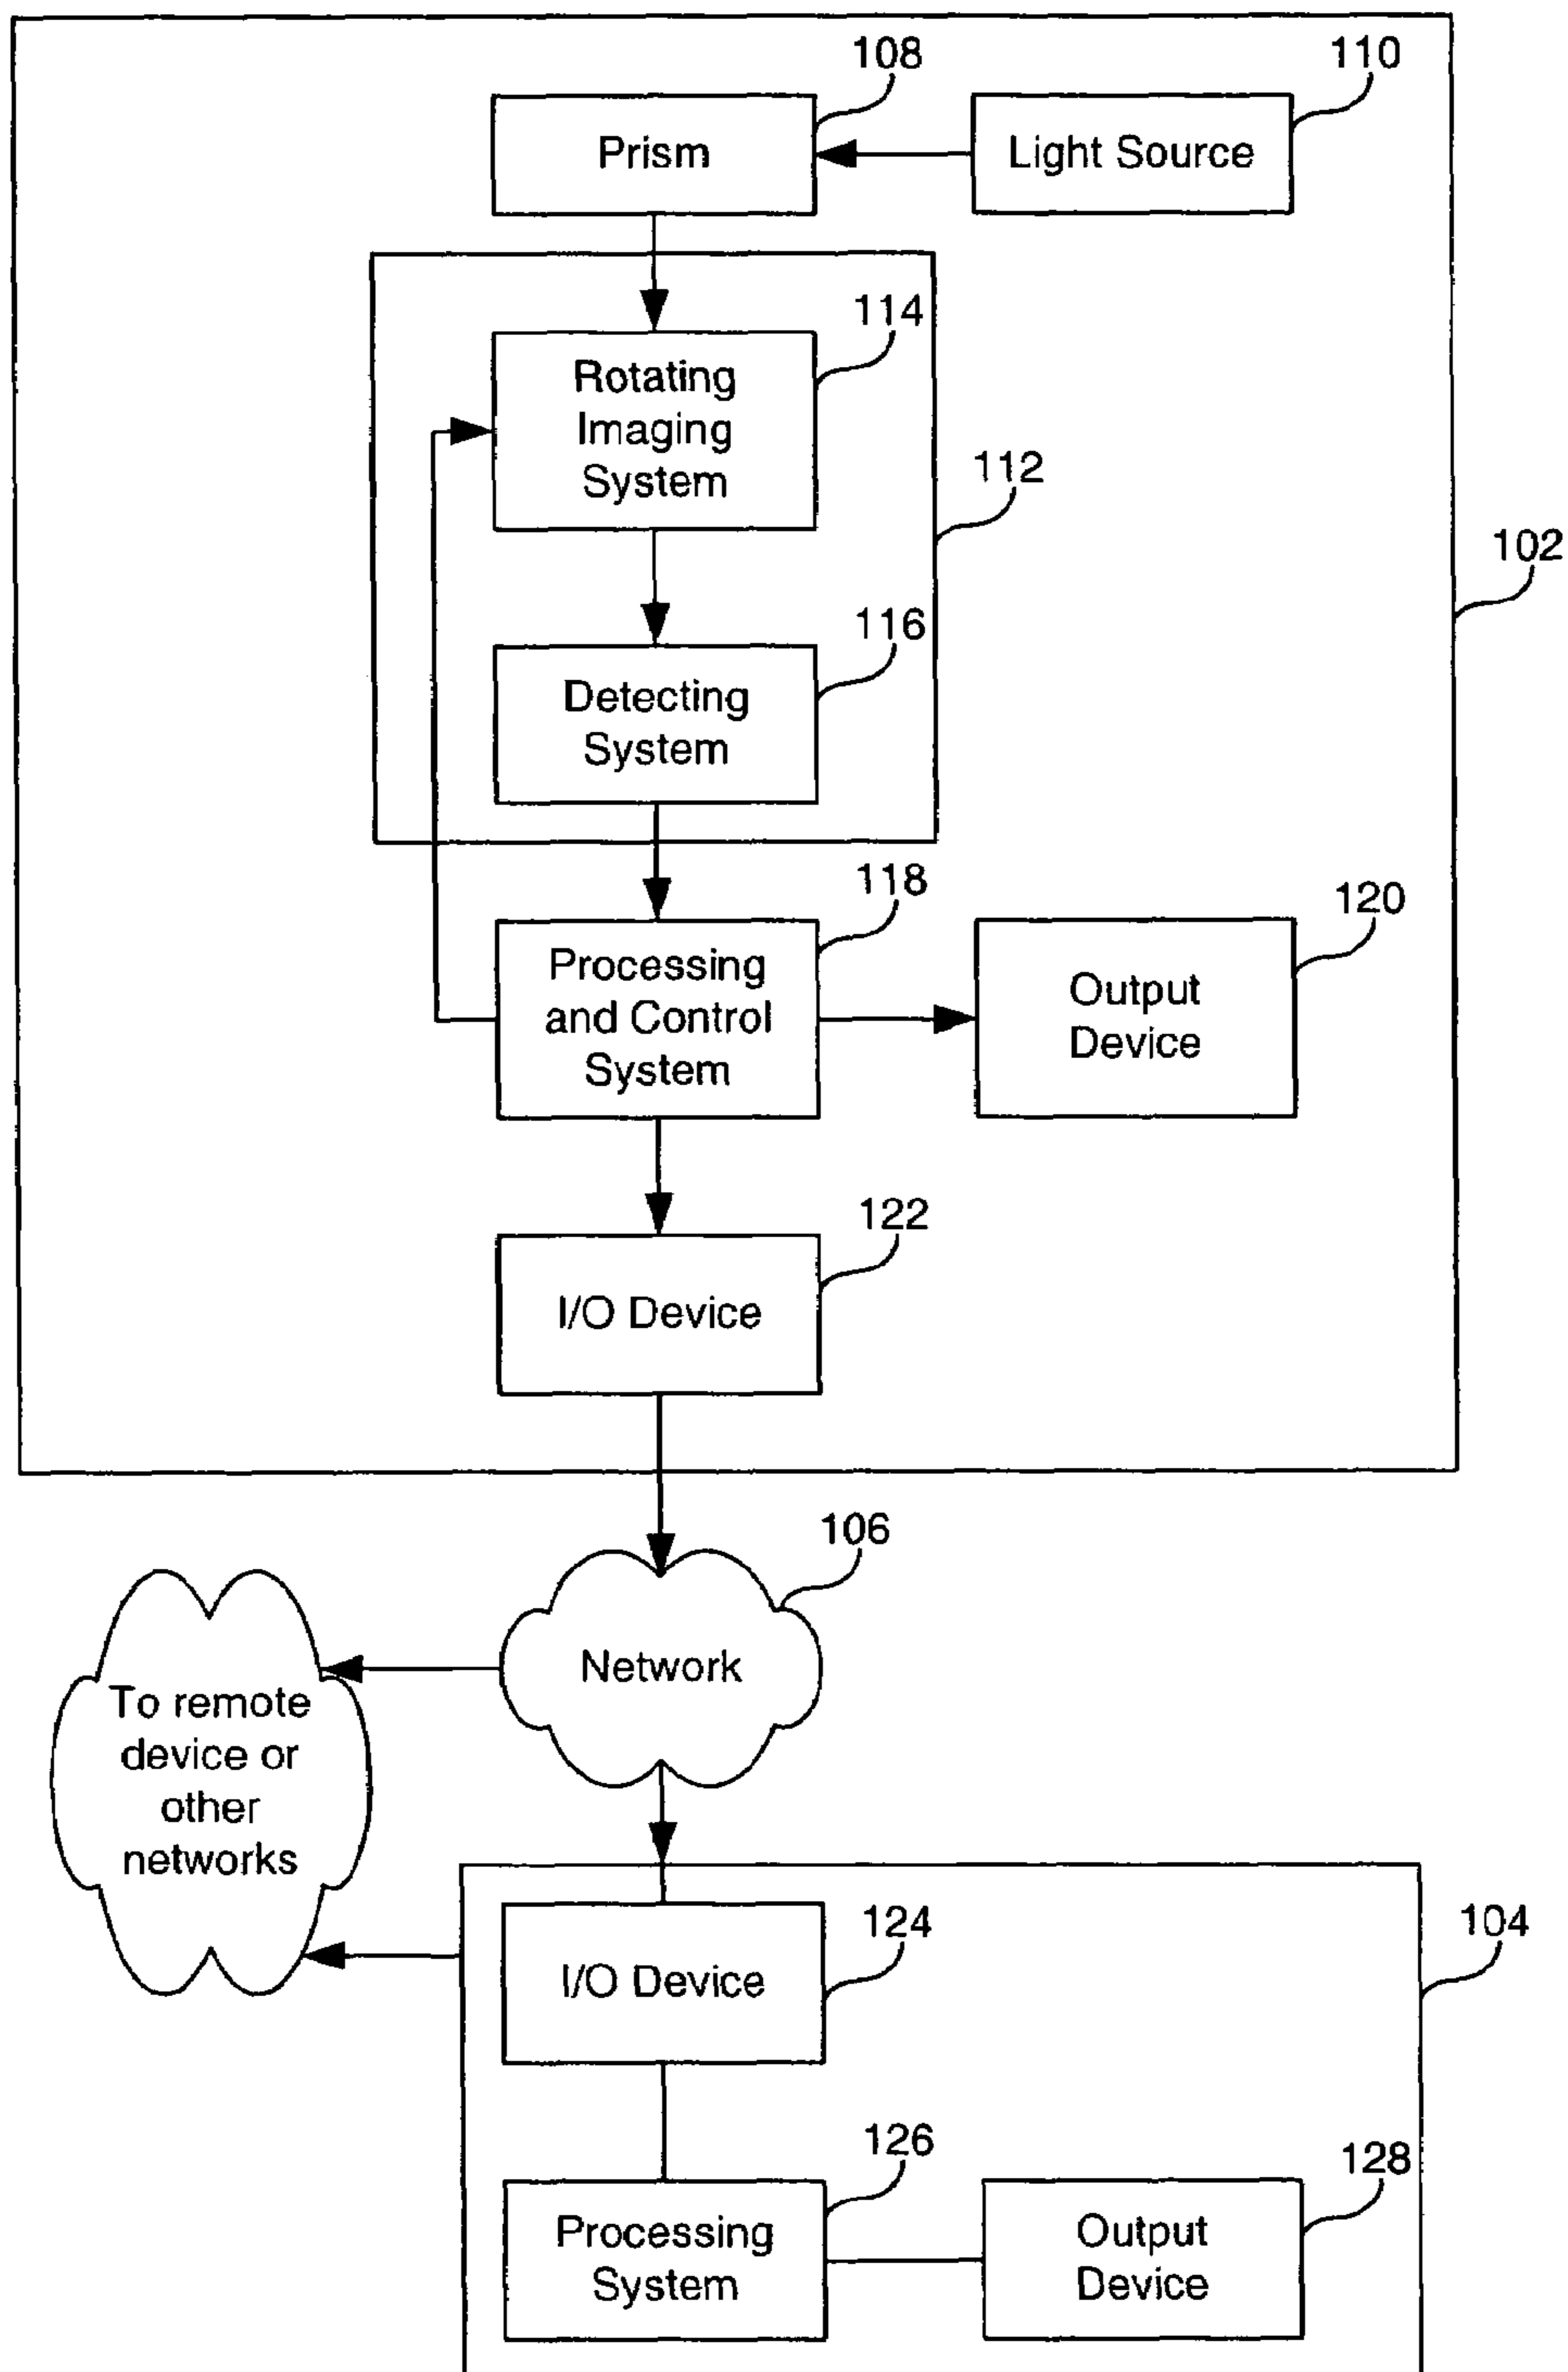 108
110
Prism
Light Source
114
Rotating
Imaging
System
112
102
116
Detecting
System
118
120
Processing
and Control
System
Output
Device
122
I/O Device
106
Network
To remote
device or
other
networks
124
104
I/O Device
126
128
Processing
System
Output
Device